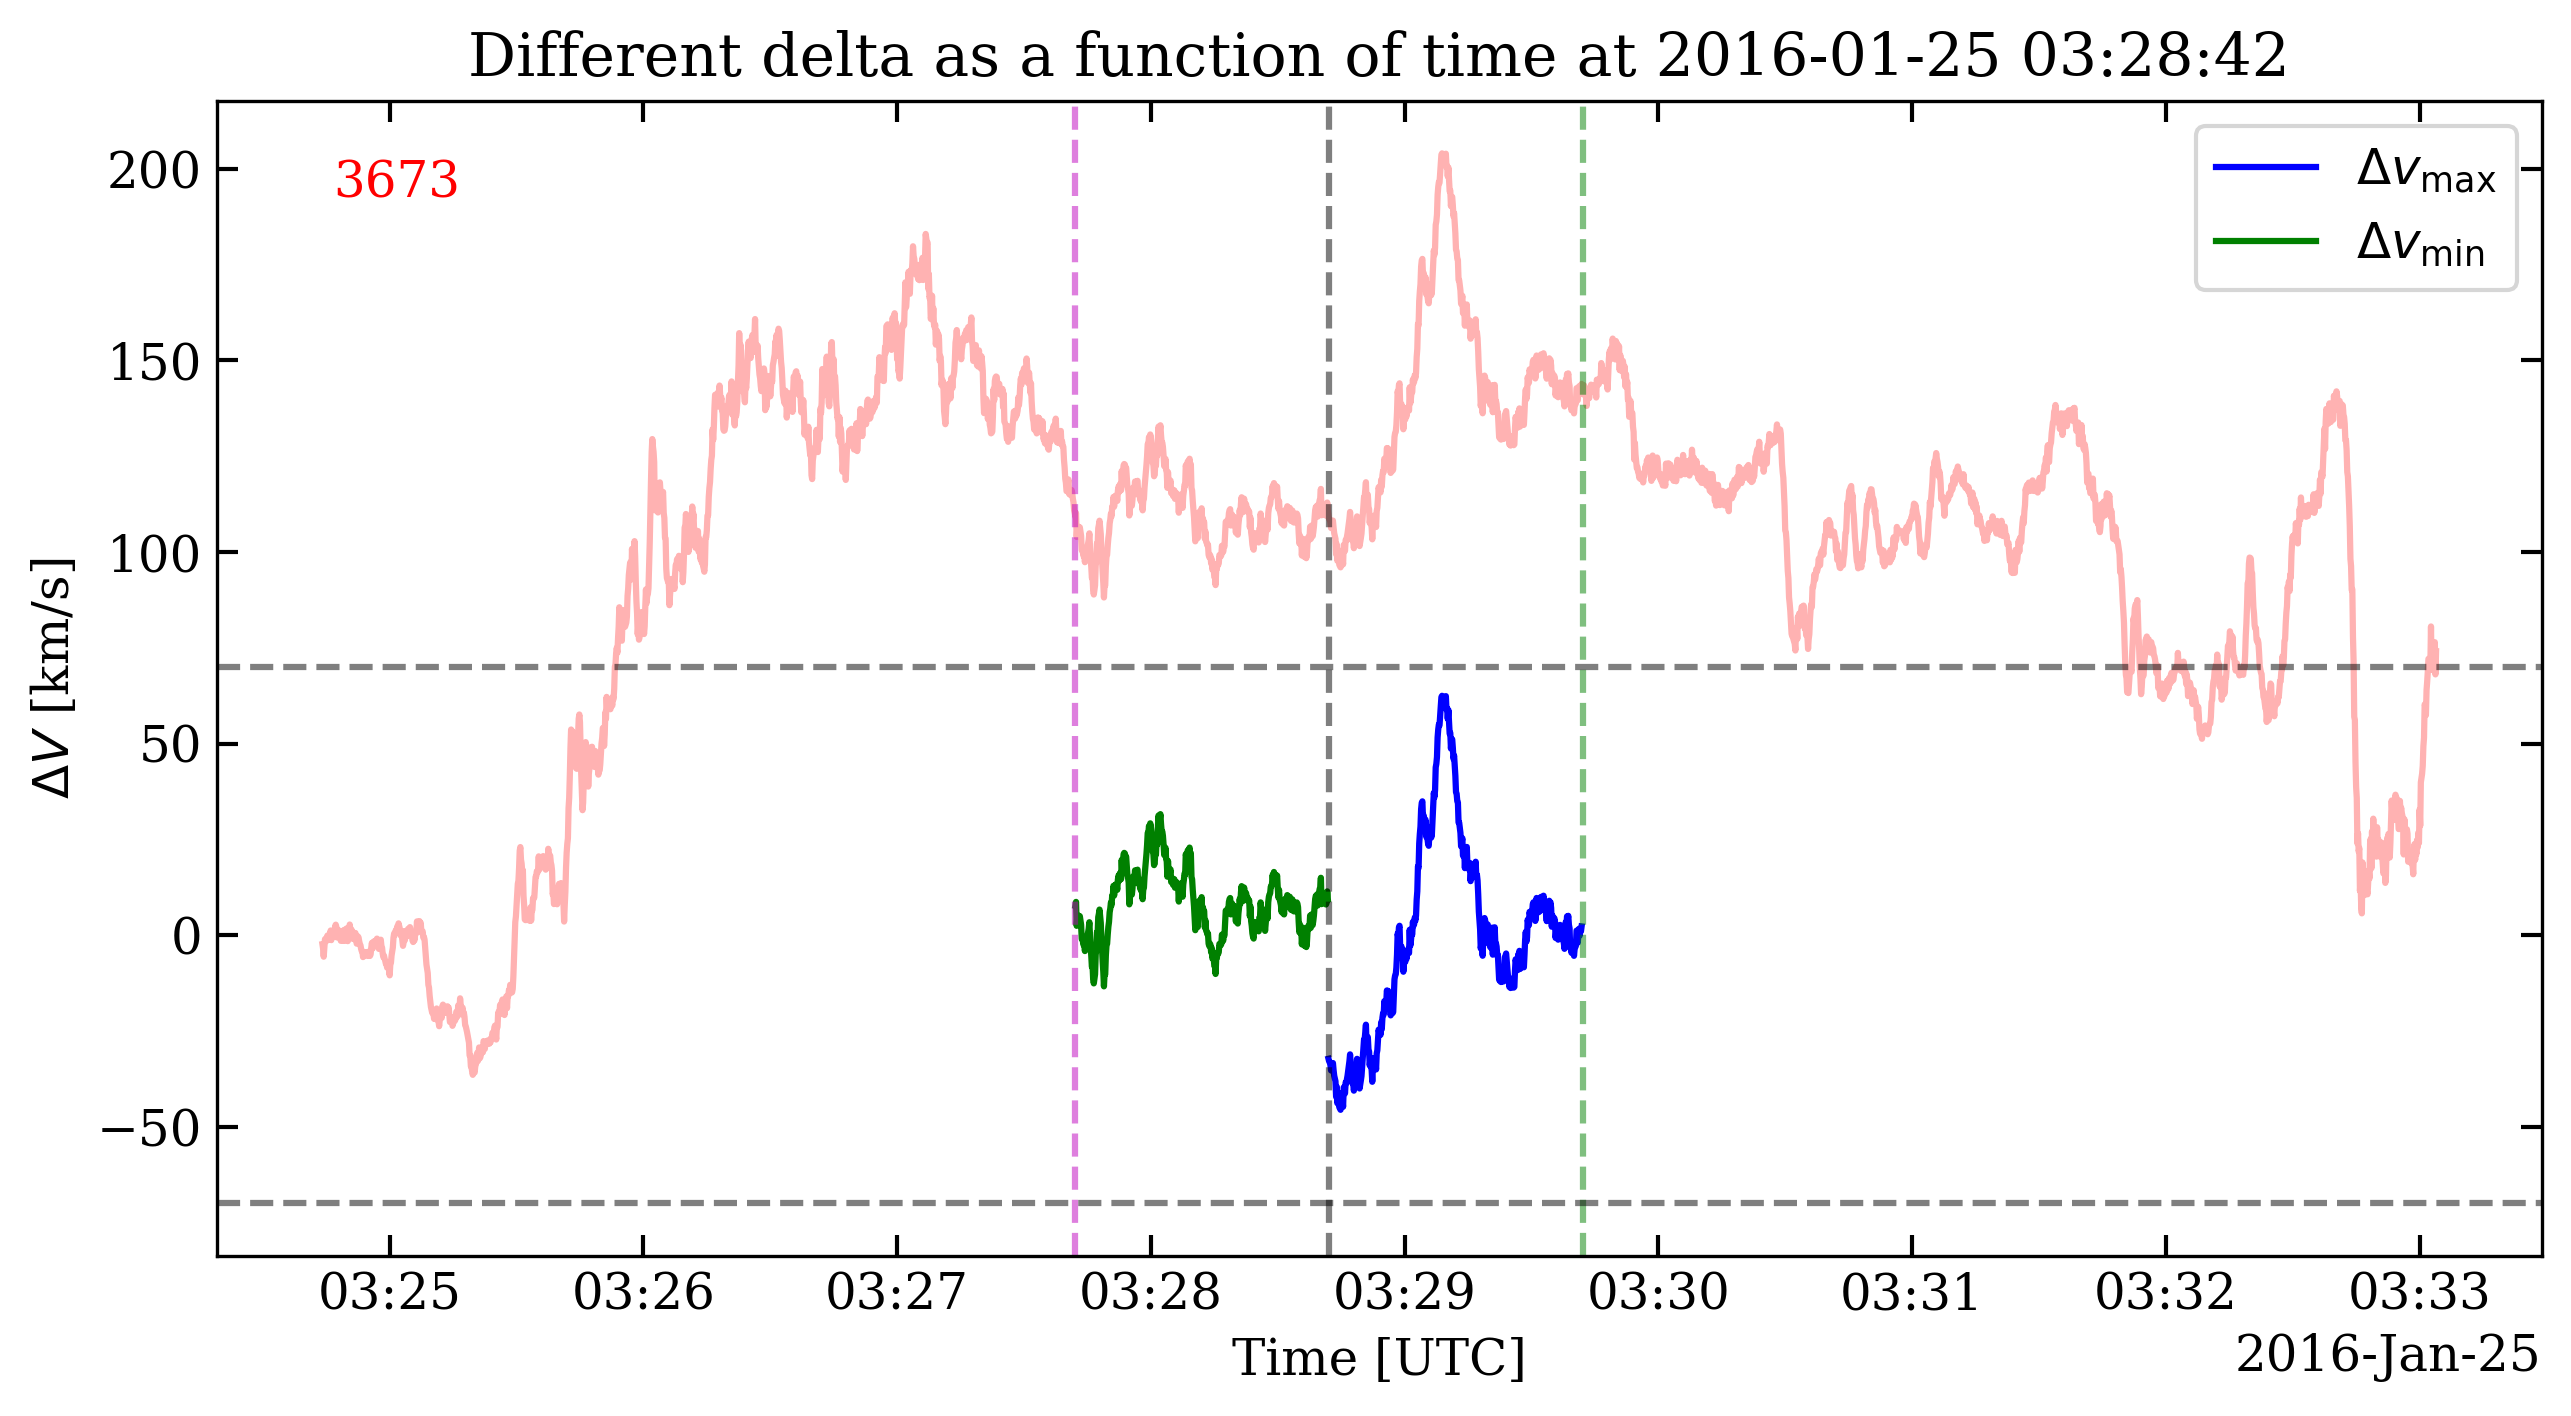 Different delta as a function of time at 2016-01-25 03:28:42
3673
Δv_max
Δv_min
ΔV [km/s]
200
150
100
50
0
−50
03:25 03:26 03:27 03:28 03:29 03:30 03:31 03:32 03:33
Time [UTC]
2016-Jan-25